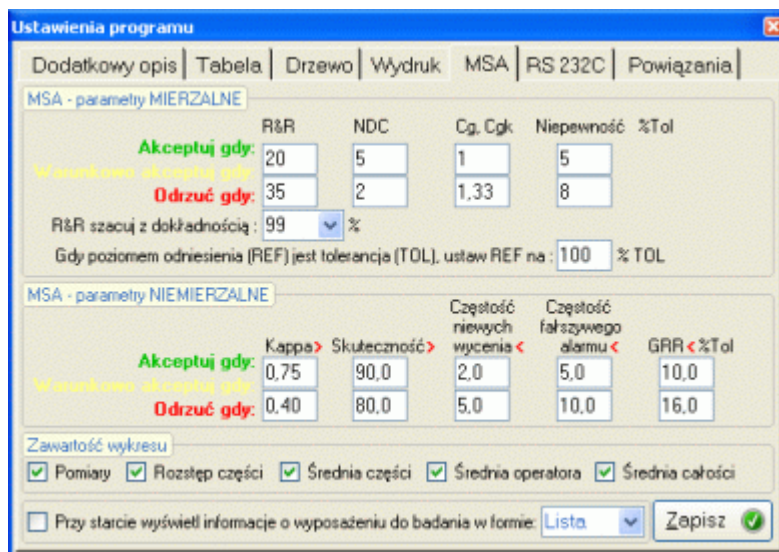 Ustawienia programu
Dodatkowy opis Tabela Drzewo Wydruk MSA RS 232C Powiązania
MSA - parametry MIERZALNE
R&R NDC Cg, Cgk Niepewność %Tol
Akceptuj gdy: 20 5 1 5
Warunkowo akceptuj gdy:
Odrzuć gdy: 35 2 1,33 8
R&R szacuj z dokładnością : 99 %
Gdy poziomem odniesienia (REF) jest tolerancja (TOL), ustaw REF na : 100 % TOL
MSA - parametry NIEMIERZALNE
Częstość Częstość
niewych fałszywego
Kappa> Skuteczność> wycenia < alarmu < GRR < %Tol
Akceptuj gdy: 0,75 90,0 2,0 5,0 10,0
Warunkowo akceptuj gdy:
Odrzuć gdy: 0,40 80,0 5,0 10,0 16,0
Zawartość wykresu
Pomiary Rozstęp części Średnia części Średnia operatora Średnia całości
Przy starcie wyświetl informacje o wyposażeniu do badania w formie: Lista Zapisz